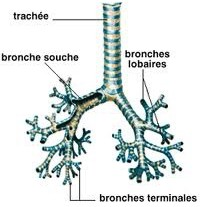 trachée
bronche souche
bronches
lobaires
bronches terminales